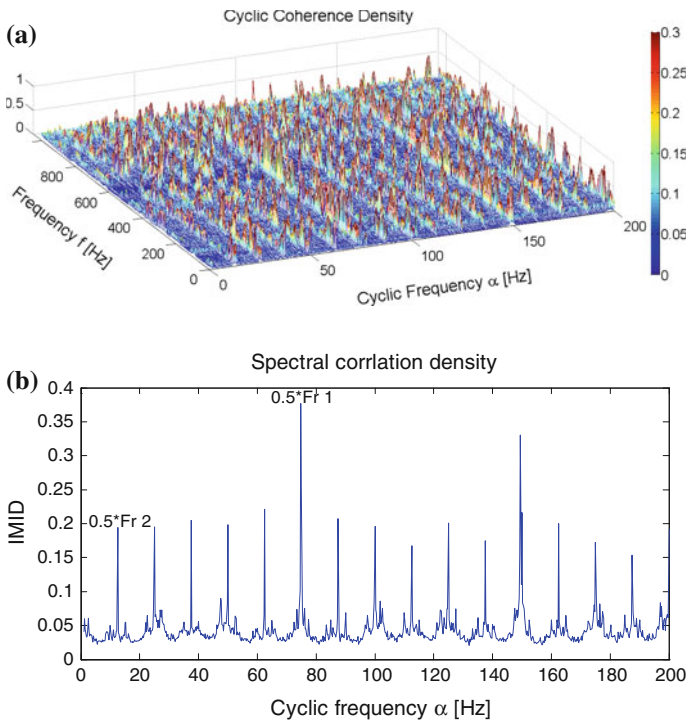 Cyclic Coherence Density
(a)
1
0.5
0
800
600
400
200
0
Frequency f [Hz]
0
50
100
150
200
Cyclic Frequency α [Hz]
0.3
0.25
0.2
0.15
0.1
0.05
0
(b)
Spectral corrlation density
0.4
0.35
0.3
0.25
0.2
0.15
0.1
0.05
0
IMID
0.5*Fr 1
0.5*Fr 2
0 20 40 60 80 100 120 140 160 180 200
Cyclic frequency α [Hz]